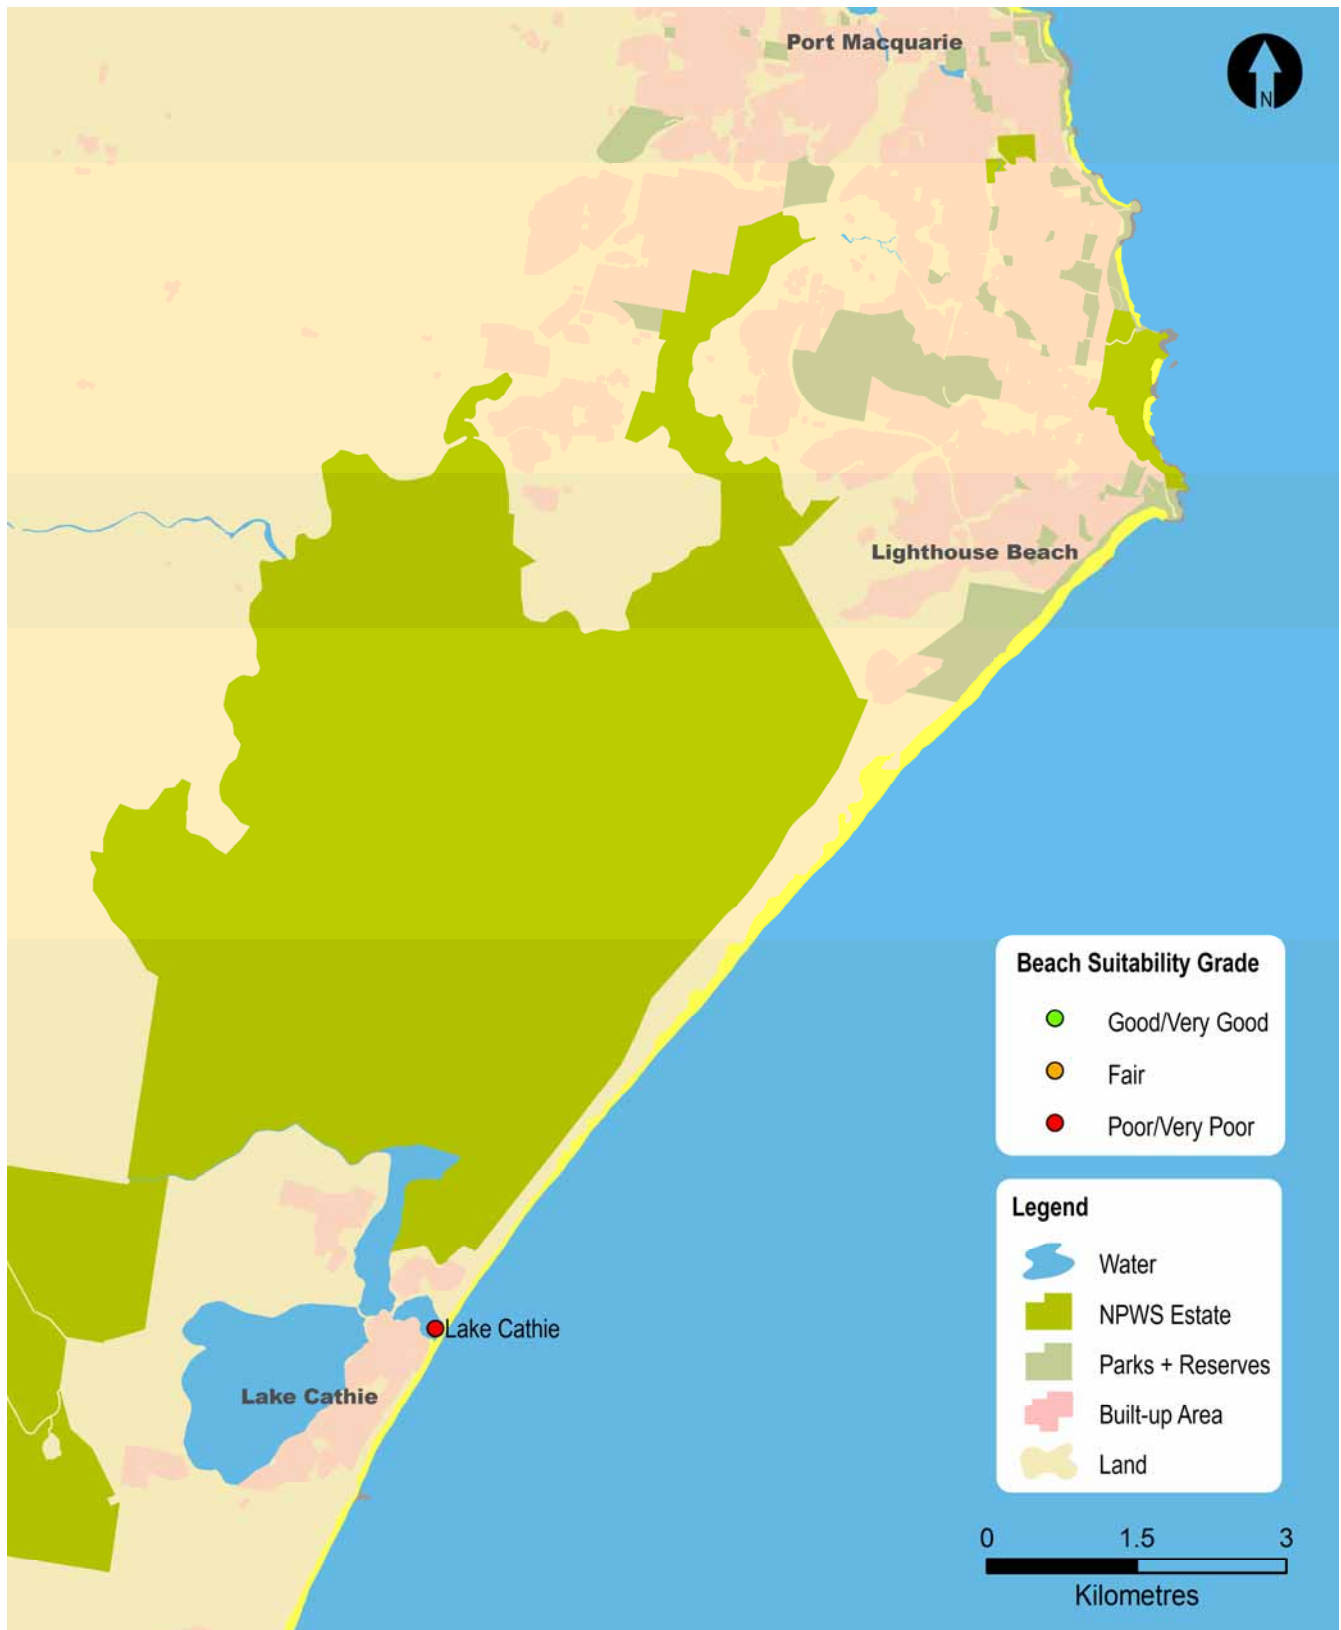 Port Macquarie
N
Lighthouse Beach
Beach Suitability Grade
Good/Very Good
Fair
Poor/Very Poor
Legend
Water
NPWS Estate
Parks + Reserves
Built-up Area
Land
Lake Cathie
Lake Cathie
0 1.5 3
Kilometres